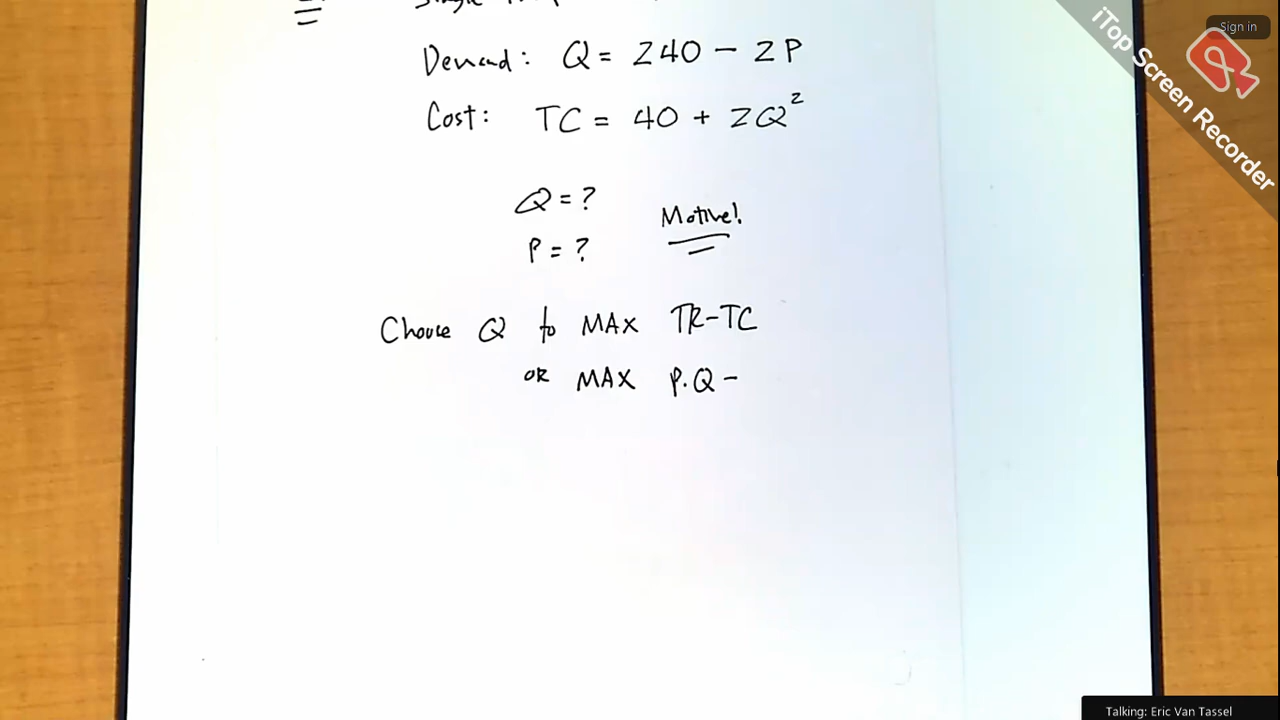 Demand: Q = 240 - 2P
Cost: TC = 40 + 2Q²
Q = ?
Motive!
P = ?
Choose Q to MAX TR-TC
OR MAX P.Q -
iTop Screen Recorder
Sign in
Talking: Eric Van Tassel